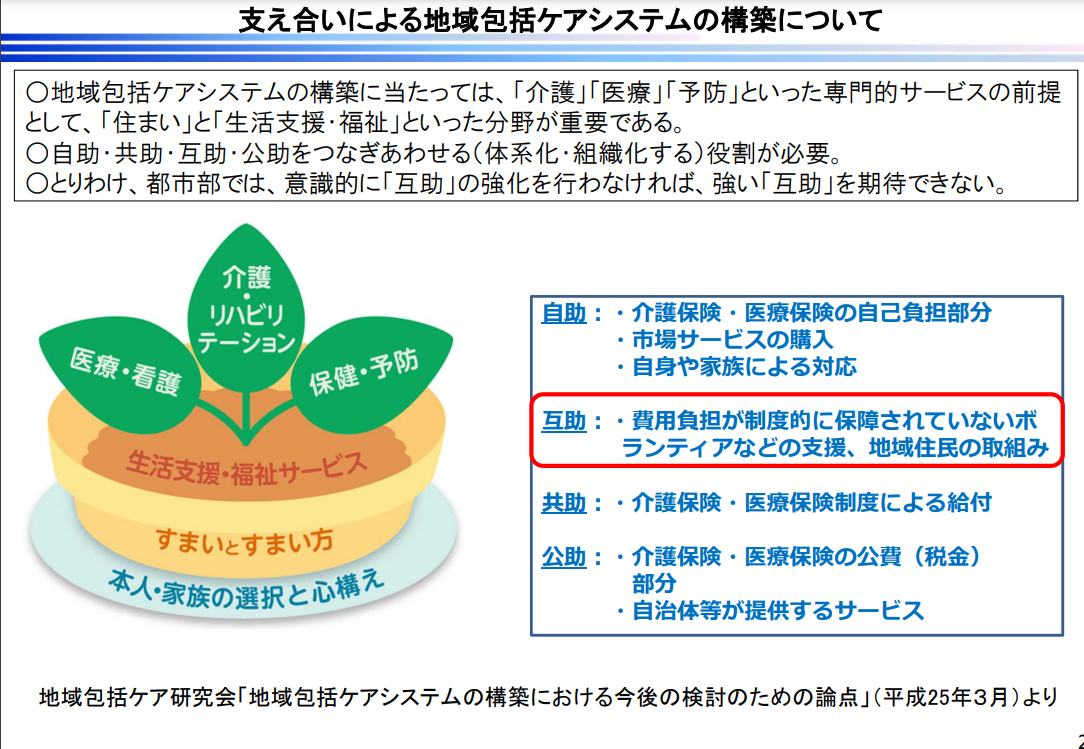 支え合いによる地域包括ケアシステムの構築について
○地域包括ケアシステムの構築に当たっては、「介護」「医療」「予防」といった専門的サービスの前提
として、「住まい」と「生活支援・福祉」といった分野が重要である。
○自助・共助・互助・公助をつなぎあわせる（体系化・組織化する）役割が必要。
○とりわけ、都市部では、意識的に「互助」の強化を行わなければ、強い「互助」を期待できない。
介護
・
リハビリ
テーション
医療・看護
保健・予防
生活支援・福祉サービス
すまいとすまい方
本人・家族の選択と心構え
自助：・介護保険・医療保険の自己負担部分
・市場サービスの購入
・自身や家族による対応
互助：・費用負担が制度的に保障されていないボ
ランティアなどの支援、地域住民の取組み
共助：・介護保険・医療保険制度による給付
公助：・介護保険・医療保険の公費（税金）
部分
・自治体等が提供するサービス
地域包括ケア研究会「地域包括ケアシステムの構築における今後の検討のための論点」（平成25年３月）より